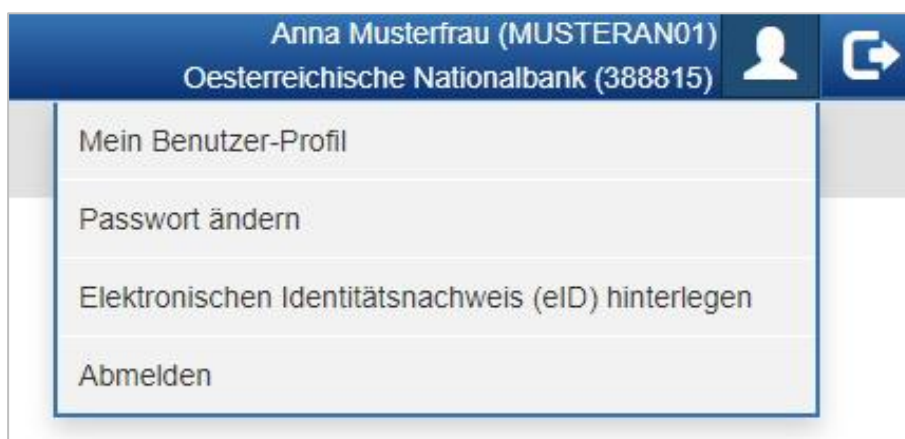 Anna Musterfrau (MUSTERAN01)
Oesterreichische Nationalbank (388815)
Mein Benutzer-Profil
Passwort ändern
Elektronischen Identitätsnachweis (eID) hinterlegen
Abmelden